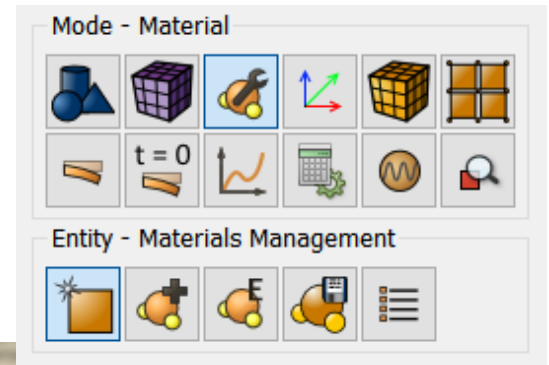 Mode - Material
t = 0
Entity - Materials Management
E